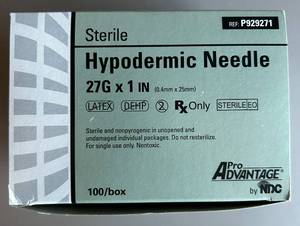 REF: P929271
Sterile
Hypodermic Needle
27G x 1 IN (0.4mm x 25mm)
LATEX DEHP 2 Rx Only STERILE EO
Sterile and nonpyrogenic in unopened and
undamaged individual packages. Do not resterilize.
For single use only. Nontoxic.
Pro
ADVANTAGE®
by NDC
100/box